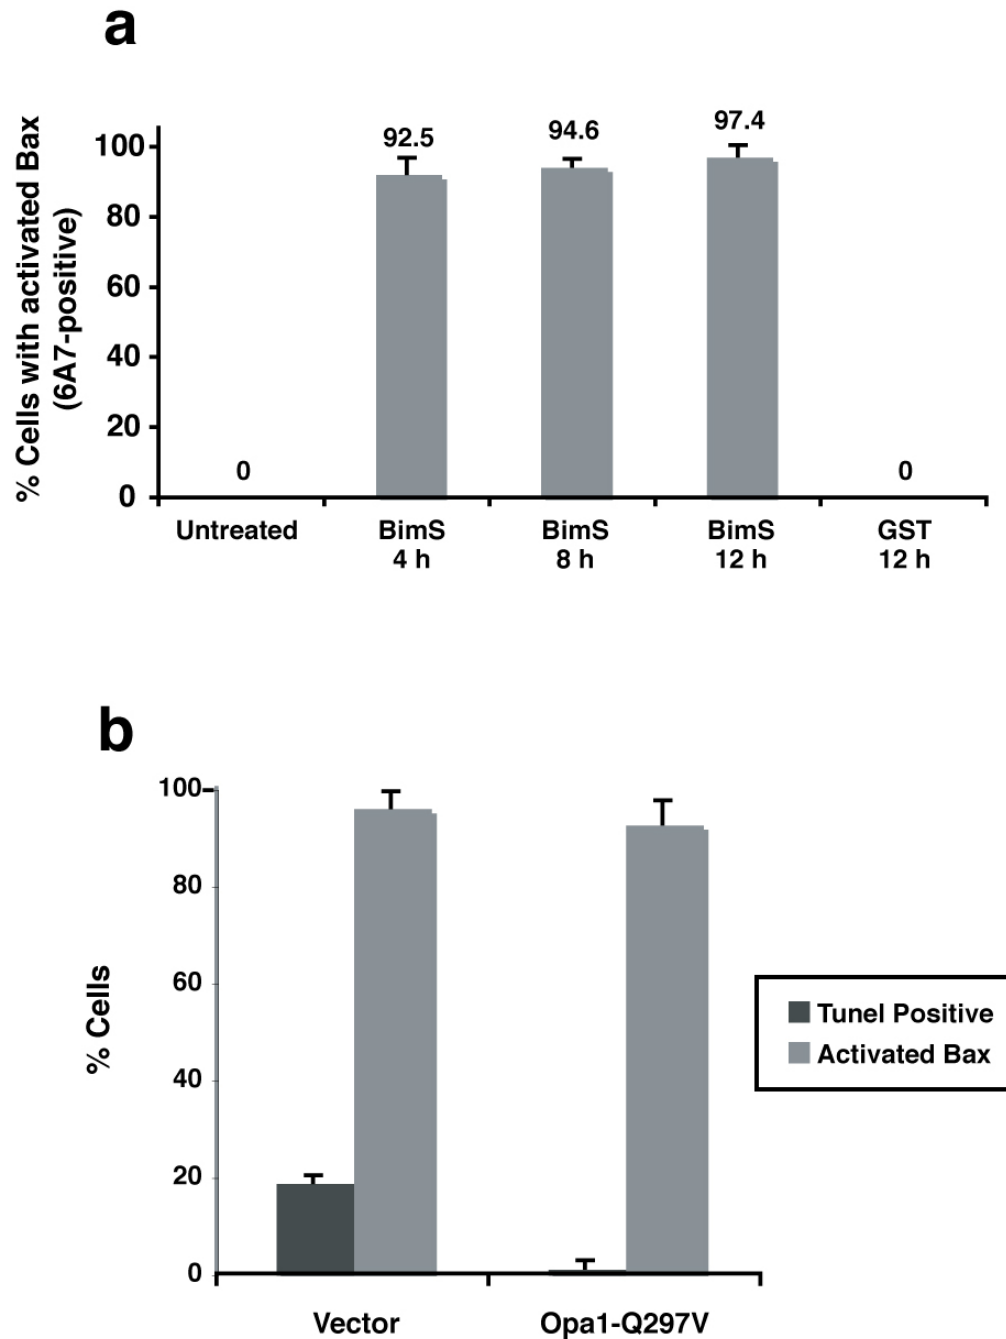 a
% Cells with activated Bax
(6A7-positive)
100
80
60
40
20
0
0
92.5
94.6
97.4
0
Untreated
BimS
4 h
BimS
8 h
BimS
12 h
GST
12 h
b
% Cells
100
80
60
40
20
0
Vector
Opa1-Q297V
Tunel Positive
Activated Bax